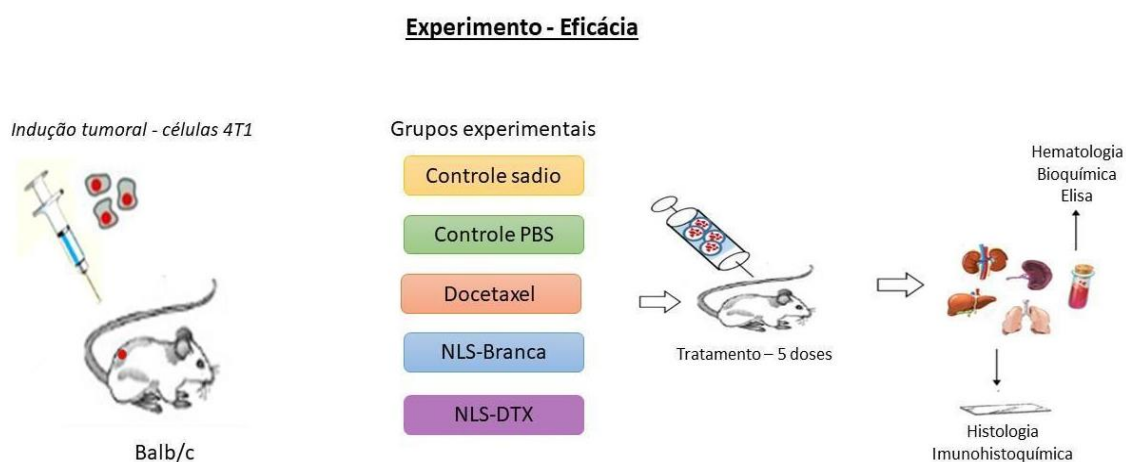 Experimento - Eficácia
Indução tumoral - células 4T1
Balb/c
Grupos experimentais
Controle sadio
Controle PBS
Docetaxel
NLS-Branca
NLS-DTX
Tratamento – 5 doses
Hematologia
Bioquímica
Elisa
Histologia
Imunohistoquímica